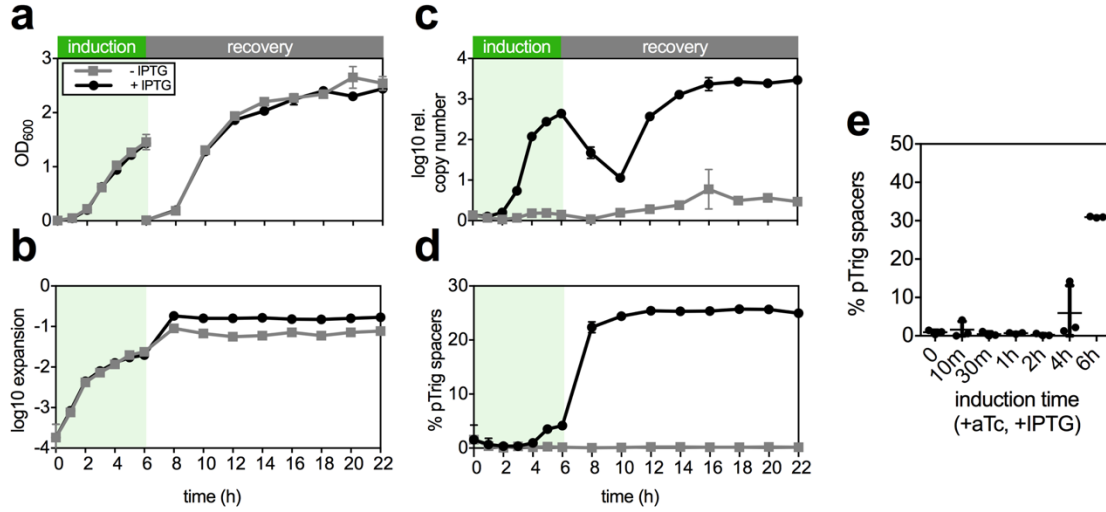 a
induction
recovery
- IPTG
+ IPTG
OD600
3
2
1
0
b
log10 expansion
-0
-1
-2
-3
-4
0 2 4 6 8 10 12 14 16 18 20 22
time (h)
c
induction
recovery
log10 rel.
copy number
4
3
2
1
0
d
% pTrig spacers
30
20
10
0
0 2 4 6 8 10 12 14 16 18 20 22
time (h)
e
% pTrig spacers
50
40
30
20
10
0
0 10m 30m 1h 2h 4h 6h
induction time
(+aTc, +IPTG)